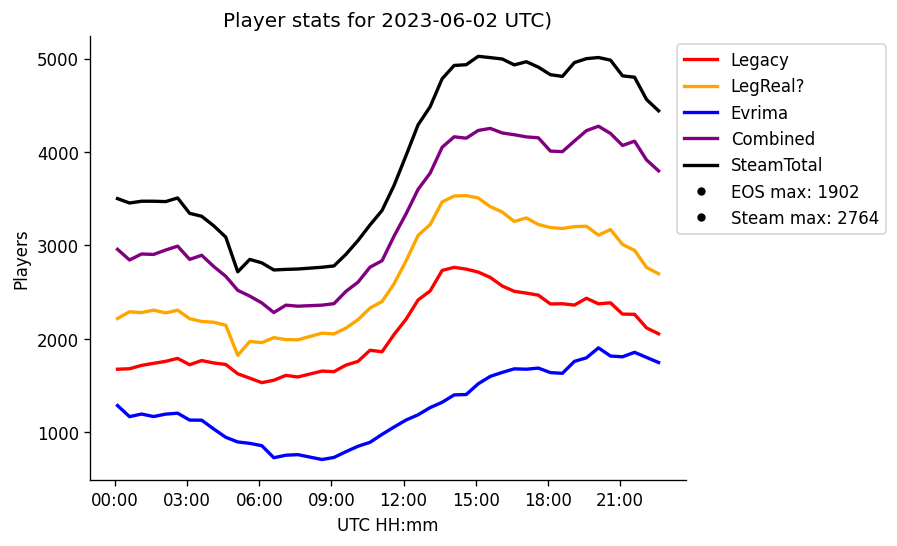 Player stats for 2023-06-02 UTC)
Players
5000
4000
3000
2000
1000
00:00 03:00 06:00 09:00 12:00 15:00 18:00 21:00
UTC HH:mm
Legacy
LegReal?
Evrima
Combined
SteamTotal
EOS max: 1902
Steam max: 2764